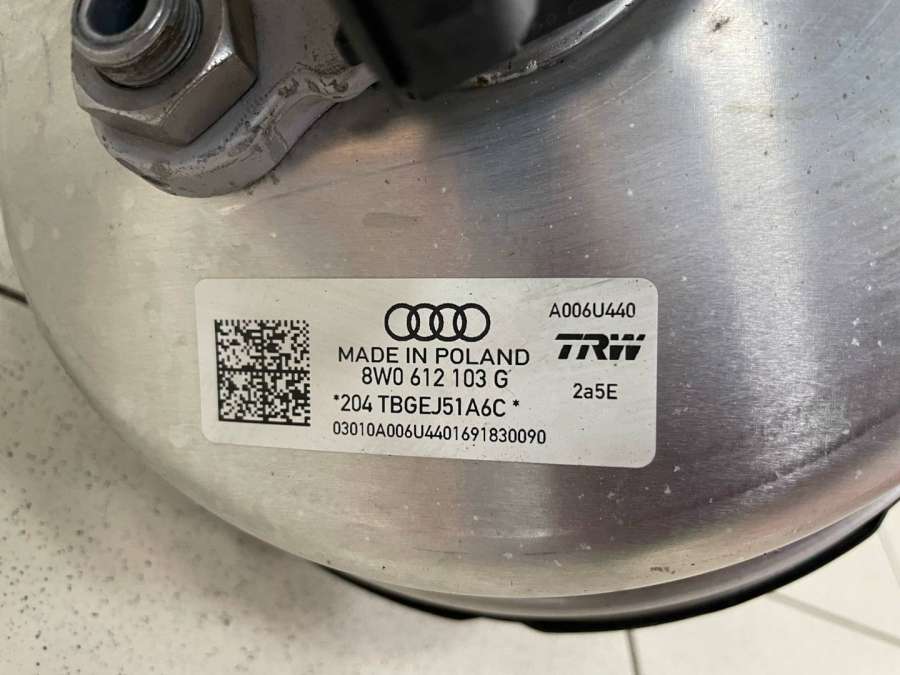 A006U440
TRW
MADE IN POLAND
8W0 612 103 G
2a5E
*204 TBGEJ51A6C *
03010A006U4401691830090